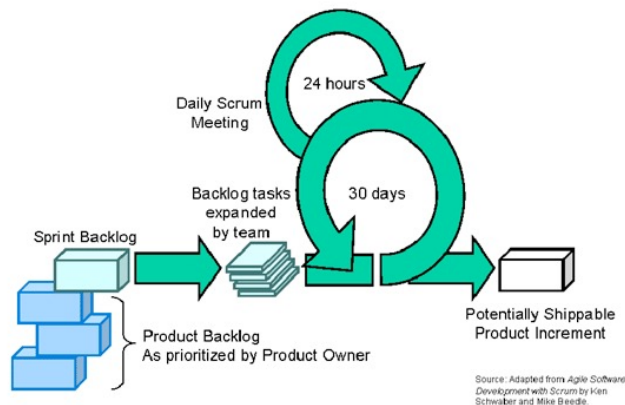 24 hours
Daily Scrum
Meeting
Backlog tasks
expanded
by team
30 days
Sprint Backlog
Product Backlog
As prioritized by Product Owner
Potentially Shippable
Product Increment
Source: Adapted from Agile Software
Development with Scrum by Ken
Schwaber and Mike Beedle.